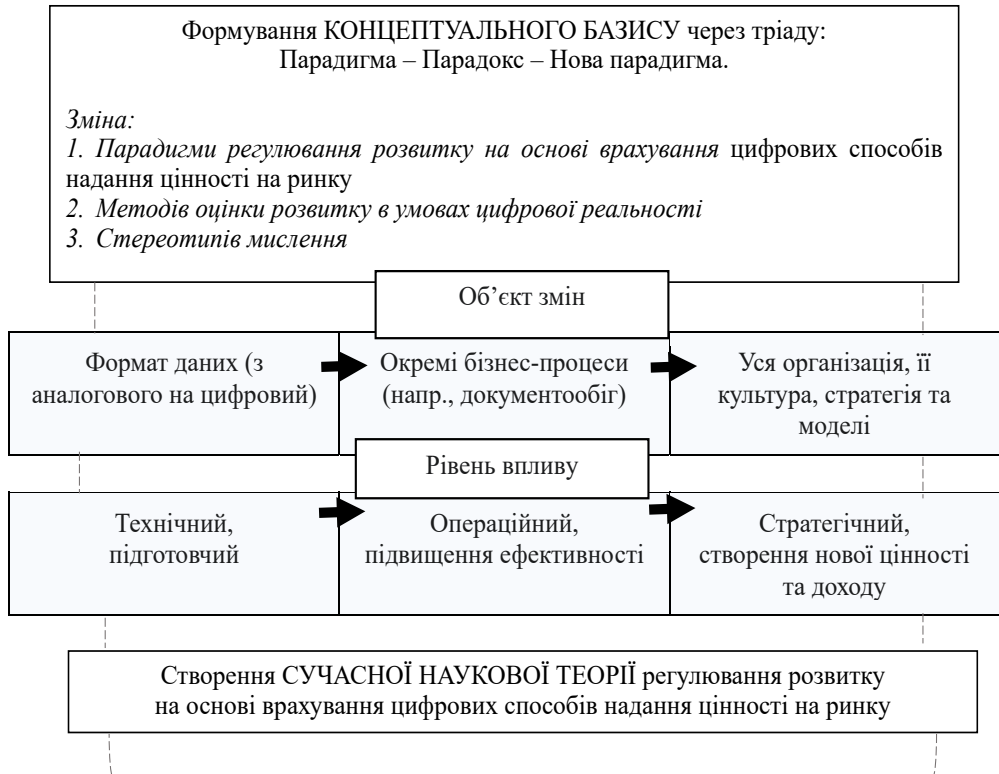 Формування КОНЦЕПТУАЛЬНОГО БАЗИСУ через тріаду:
Парадигма – Парадокс – Нова парадигма.
Зміна:
1. Парадигми регулювання розвитку на основі врахування цифрових способів
надання цінності на ринку
2. Методів оцінки розвитку в умовах цифрової реальності
3. Стереотипів мислення
Об’єкт змін
Формат даних (з
аналогового на цифровий)
Окремі бізнес-процеси
(напр., документообіг)
Уся організація, її
культура, стратегія та
моделі
Рівень впливу
Технічний,
підготовчий
Операційний,
підвищення ефективності
Стратегічний,
створення нової цінності
та доходу
Створення СУЧАСНОЇ НАУКОВОЇ ТЕОРІЇ регулювання розвитку
на основі врахування цифрових способів надання цінності на ринку